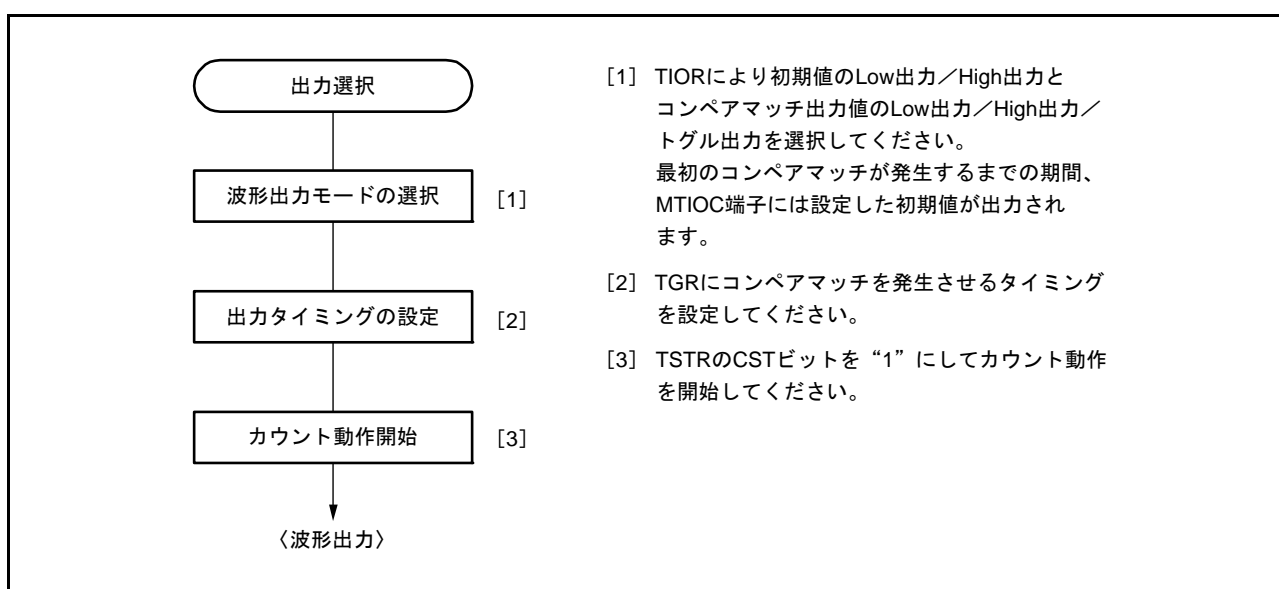 出力選択
波形出力モードの選択 [1]
出力タイミングの設定 [2]
カウント動作開始 [3]
〈波形出力〉
[1] TIORにより初期値のLow出力／High出力と
コンペアマッチ出力値のLow出力／High出力／
トグル出力を選択してください。
最初のコンペアマッチが発生するまでの期間、
MTIOC端子には設定した初期値が出力され
ます。
[2] TGRにコンペアマッチを発生させるタイミング
を設定してください。
[3] TSTRのCSTビットを“1”にしてカウント動作
を開始してください。